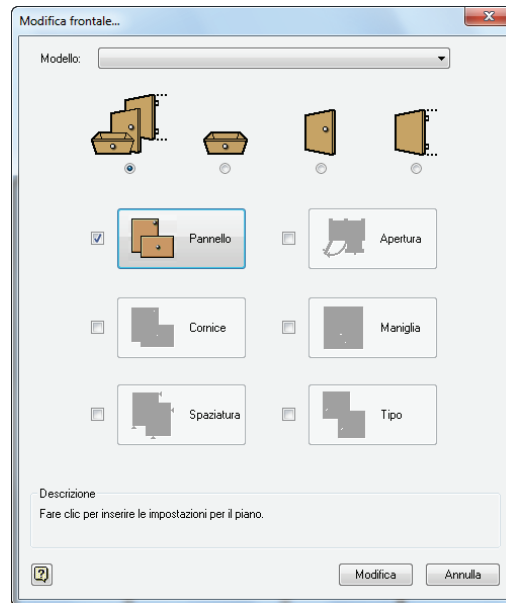 Modifica frontale...
Modello:
Pannello
Apertura
Cornice
Maniglia
Spaziatura
Tipo
Descrizione
Fare clic per inserire le impostazioni per il piano.
Modifica
Annulla